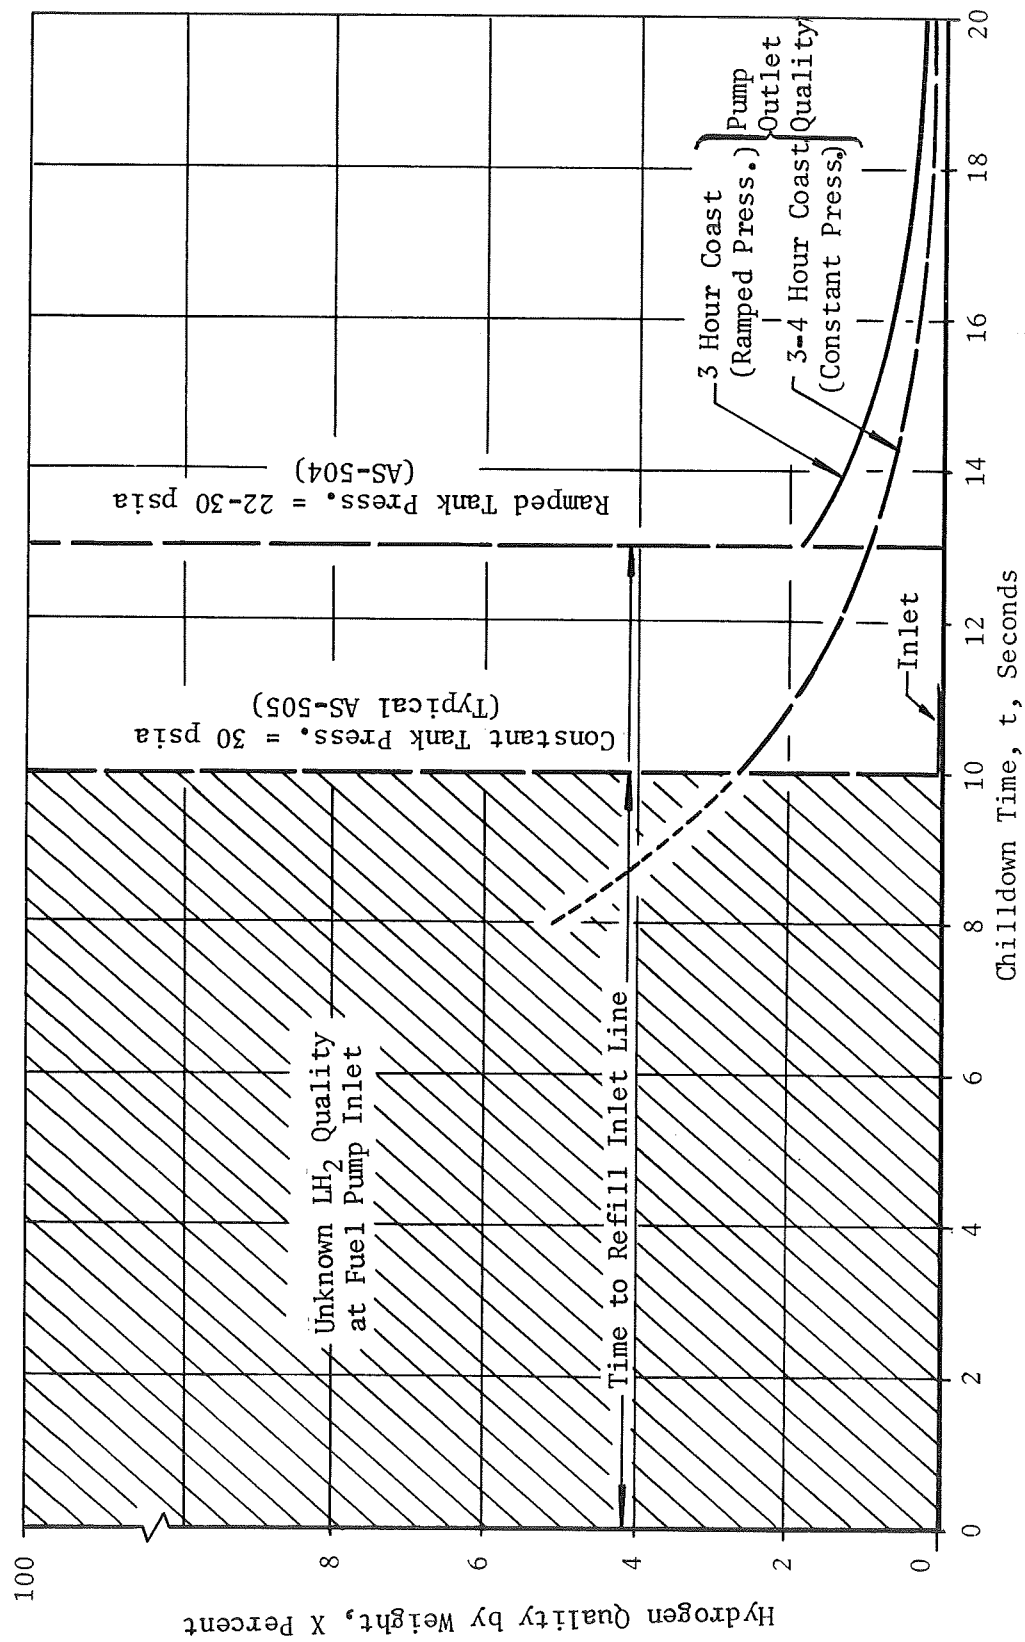 100
8
6
4
2
0
Hydrogen Quality by Weight, X Percent
0
2
4
6
8
10
12
14
16
18
20
Chilldown Time, t, Seconds
Unknown LH2 Quality
at Fuel Pump Inlet
Time to Refill Inlet Line
Constant Tank Press. = 30 psia
(Typical AS-505)
Ramped Tank Press. = 22-30 psia
(AS-504)
3 Hour Coast
(Ramped Press.)
3-4 Hour Coast
(Constant Press.)
Pump
Outlet
Quality
Inlet